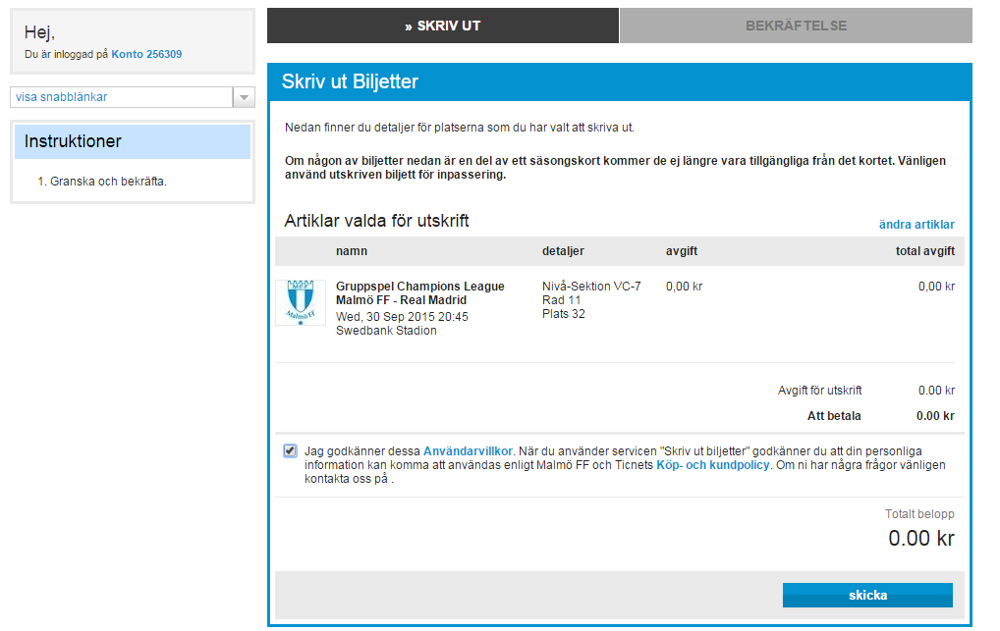 Hej,
Du är inloggad på Konto 256309
visa snabblänkar
Instruktioner
1. Granska och bekräfta.
» SKRIV UT
BEKRÄFTELSE
Skriv ut Biljetter
Nedan finner du detaljer för platserna som du har valt att skriva ut.
Om någon av biljetter nedan är en del av ett säsongskort kommer de ej längre vara tillgängliga från det kortet. Vänligen
använd utskriven biljett för inpassering.
Artiklar valda för utskrift
ändra artiklar
namn detaljer avgift total avgift
MFF
Malmö FF
Gruppspel Champions League
Malmö FF - Real Madrid
Wed, 30 Sep 2015 20:45
Swedbank Stadion
Nivå-Sektion VC-7
Rad 11
Plats 32
0,00 kr
0,00 kr
Avgift för utskrift 0.00 kr
Att betala 0.00 kr
Jag godkänner dessa Användarvillkor. När du använder servicen "Skriv ut biljetter" godkänner du att din personliga
information kan komma att användas enligt Malmö FF och Ticnets Köp- och kundpolicy. Om ni har några frågor vänligen
kontakta oss på .
Totalt belopp
0.00 kr
skicka